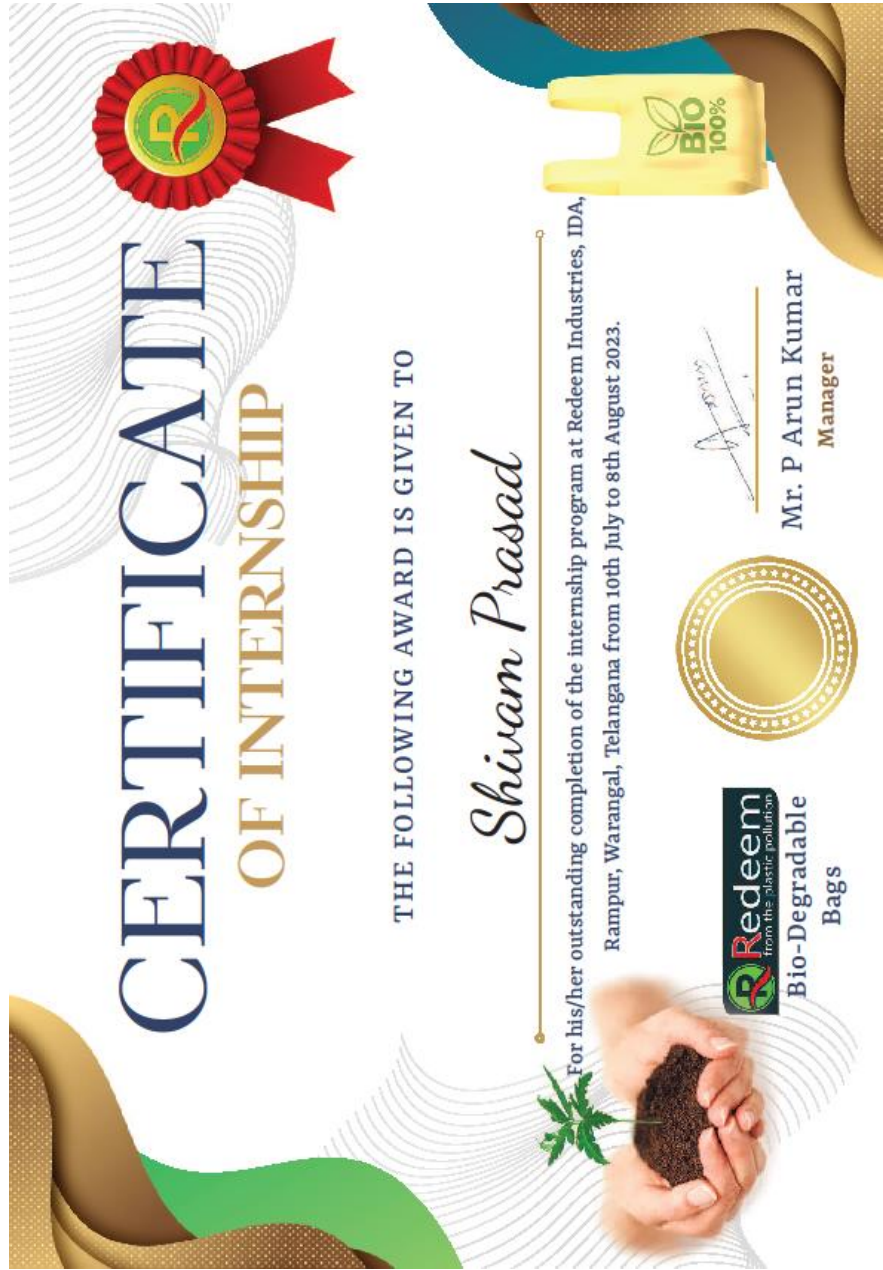 CERTIFICATE
OF INTERNSHIP
THE FOLLOWING AWARD IS GIVEN TO
Shivam Prasad
For his/her outstanding completion of the internship program at Redeem Industries, IDA,
Rampur, Warangal, Telangana from 10th July to 8th August 2023.
R
BIO
100%
R Redeem
from the plastic pollution
Bio-Degradable
Bags
Mr. P Arun Kumar
Manager